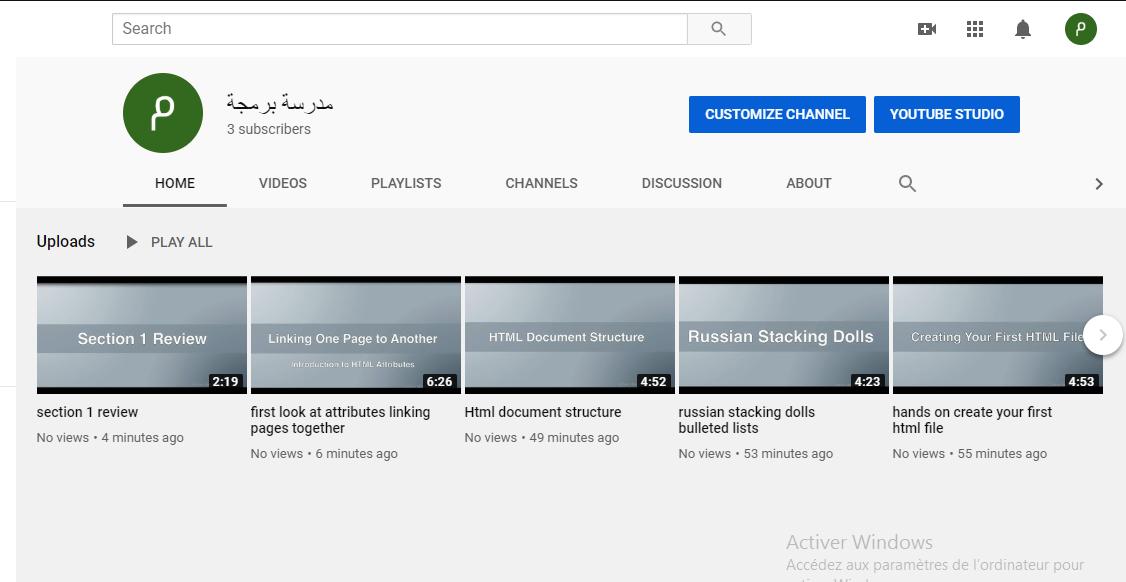 Search
م
م
مدرسة برمجة
3 subscribers
CUSTOMIZE CHANNEL
YOUTUBE STUDIO
HOME
VIDEOS
PLAYLISTS
CHANNELS
DISCUSSION
ABOUT
Uploads
PLAY ALL
Section 1 Review
2:19
section 1 review
No views • 4 minutes ago
Linking One Page to Another
Introduction to HTML Attributes
6:26
first look at attributes linking
pages together
No views • 6 minutes ago
HTML Document Structure
4:52
Html document structure
No views • 49 minutes ago
Russian Stacking Dolls
4:23
russian stacking dolls
bulleted lists
No views • 53 minutes ago
Creating Your First HTML File
4:53
hands on create your first
html file
No views • 55 minutes ago
Activer Windows
Accédez aux paramètres de l'ordinateur pour